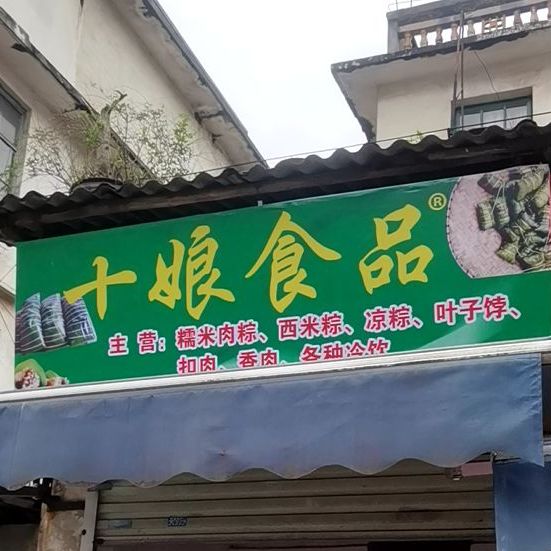 十娘食品®
主营：糯米肉粽、西米粽、凉粽、叶子饽、
扣肉、香肉、各种冷饮